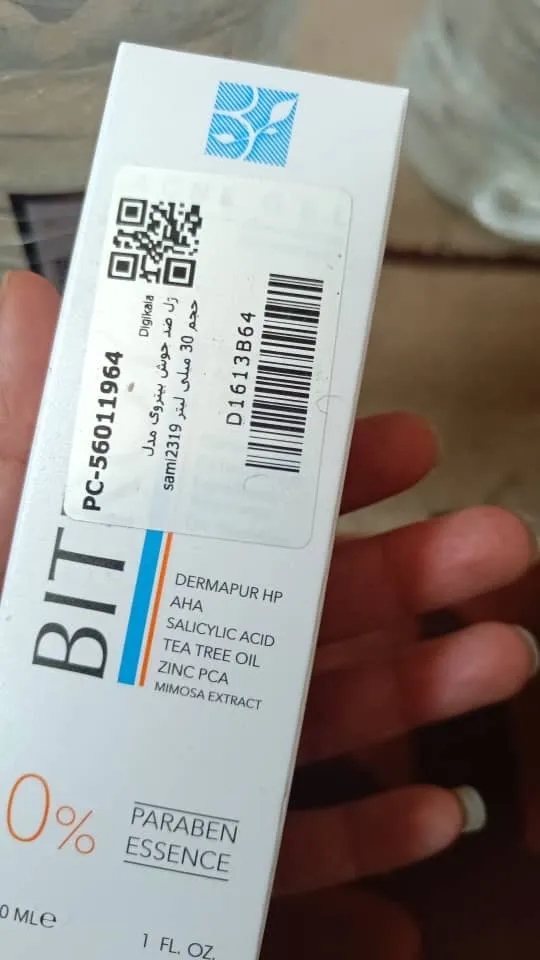 PC-56011964
Digikala
ژل ضد جوش بیتروی مدل
sami2319 حجم 30 میلی لیتر
D1613B64
BIT
DERMAPUR HP
AHA
SALICYLIC ACID
TEA TREE OIL
ZINC PCA
MIMOSA EXTRACT
0%
PARABEN
ESSENCE
0 MLe
1 FL. OZ.